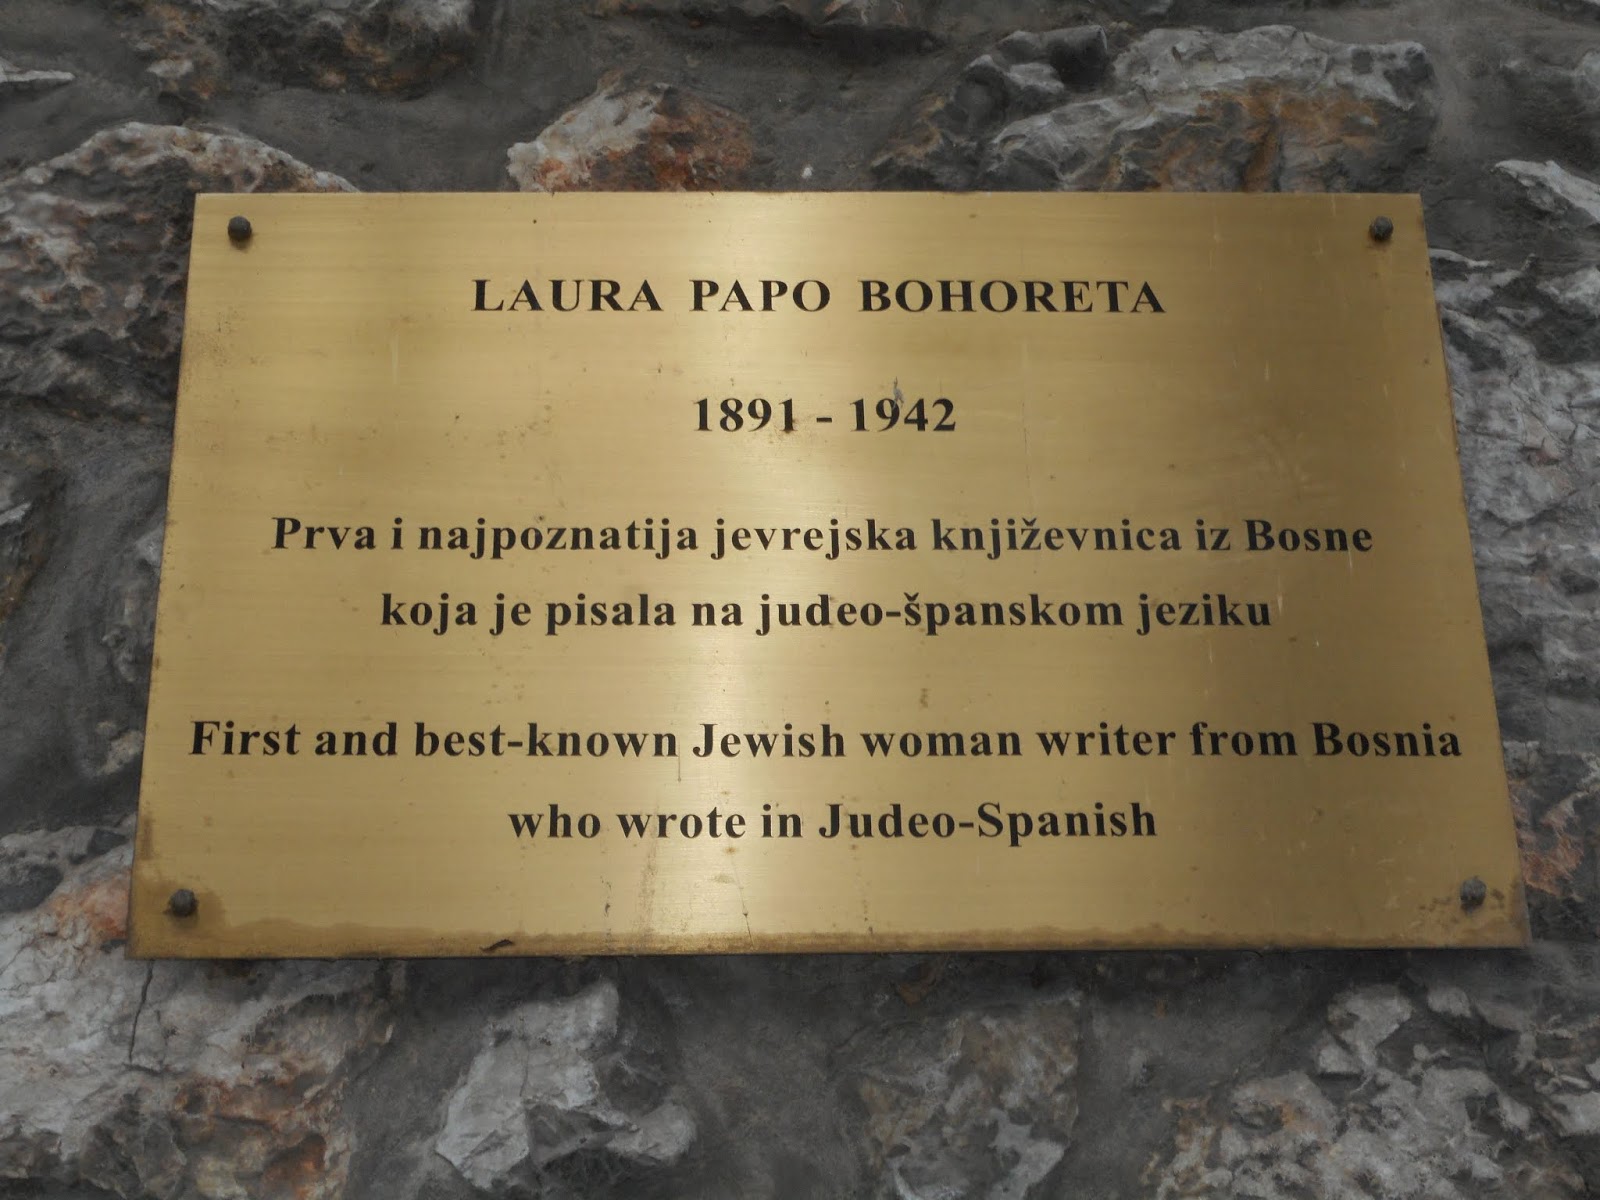 LAURA PAPO BOHORETA
1891 - 1942
Prva i najpoznatija jevrejska književnica iz Bosne
koja je pisala na judeo-španskom jeziku
First and best-known Jewish woman writer from Bosnia
who wrote in Judeo-Spanish